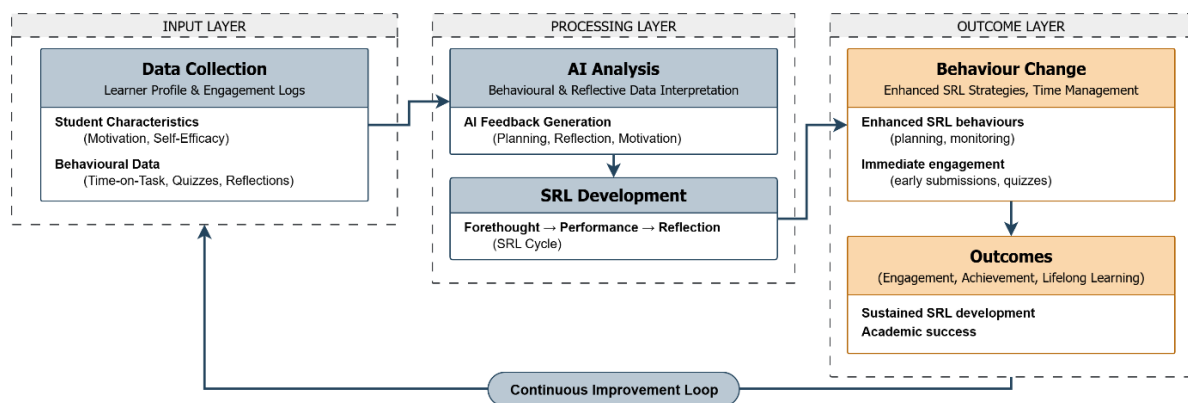 INPUT LAYER
Data Collection
Learner Profile & Engagement Logs
Student Characteristics
(Motivation, Self-Efficacy)
Behavioural Data
(Time-on-Task, Quizzes, Reflections)
PROCESSING LAYER
AI Analysis
Behavioural & Reflective Data Interpretation
AI Feedback Generation
(Planning, Reflection, Motivation)
SRL Development
Forethought → Performance → Reflection
(SRL Cycle)
OUTCOME LAYER
Behaviour Change
Enhanced SRL Strategies, Time Management
Enhanced SRL behaviours
(planning, monitoring)
Immediate engagement
(early submissions, quizzes)
Outcomes
(Engagement, Achievement, Lifelong Learning)
Sustained SRL development
Academic success
Continuous Improvement Loop